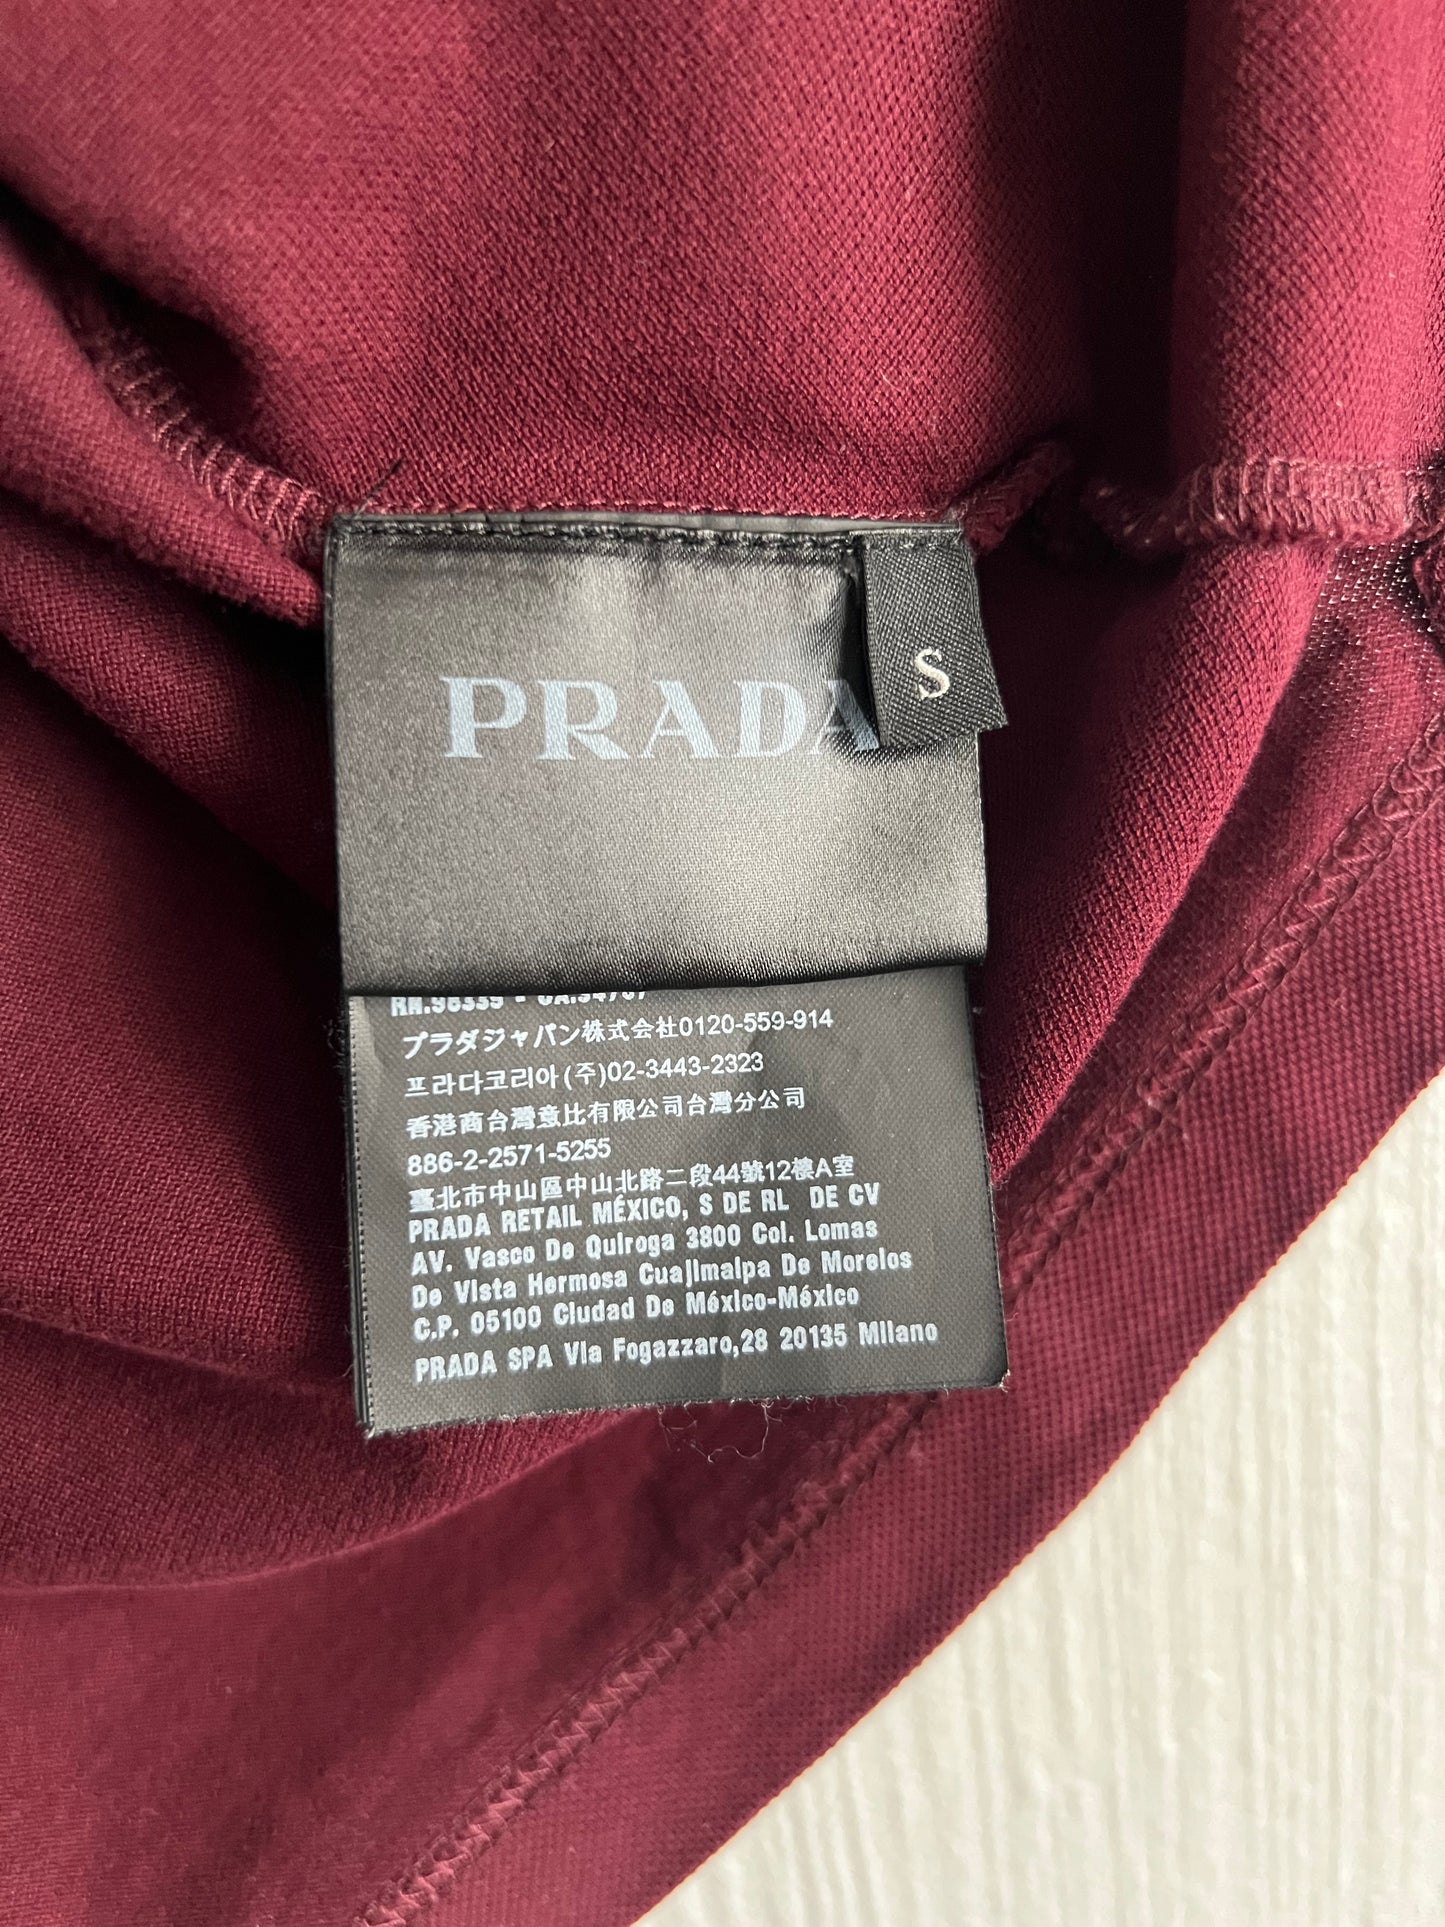 PRADA
S
RN.96339 - CA.34767
プラダジャパン株式会社0120-559-914
프라다코리아(주)02-3443-2323
香港商台灣意比有限公司台灣分公司
886-2-2571-5255
臺北市中山區中山北路二段44號12樓A室
PRADA RETAIL MÉXICO, S DE RL DE CV
AV. Vasco De Quiroga 3800 Col. Lomas
De Vista Hermosa Cuajimalpa De Morelos
C.P. 05100 Ciudad De México-México
PRADA SPA Via Fogazzaro,28 20135 Milano